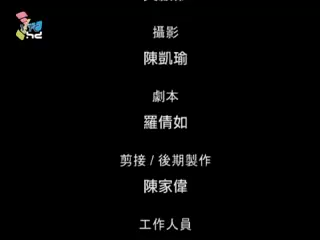 攝影
陳凱瑜
劇本
羅倩如
剪接 / 後期製作
陳家偉
工作人員